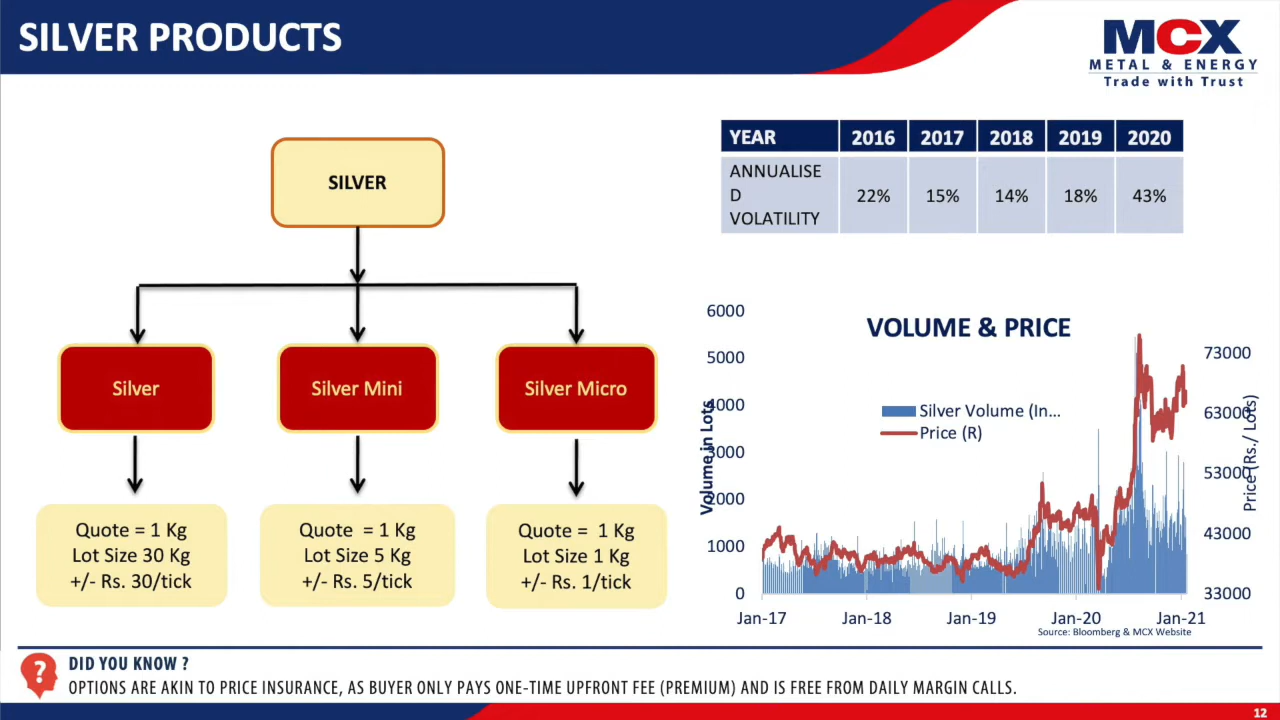 SILVER PRODUCTS
MCX
METAL & ENERGY
Trade with Trust
SILVER
Silver
Silver Mini
Silver Micro
Quote = 1 Kg
Lot Size 30 Kg
+/- Rs. 30/tick
Quote = 1 Kg
Lot Size 5 Kg
+/- Rs. 5/tick
Quote = 1 Kg
Lot Size 1 Kg
+/- Rs. 1/tick
YEAR 2016 2017 2018 2019 2020
ANNUALISE
D
VOLATILITY
22% 15% 14% 18% 43%
VOLUME & PRICE
6000
5000
4000
3000
2000
1000
0
Volume in Lots
Silver Volume (In...
Price (R)
73000
63000
53000
43000
33000
Price (Rs./ Lots)
Jan-17 Jan-18 Jan-19 Jan-20 Jan-21
Source: Bloomberg & MCX Website
?
DID YOU KNOW ?
OPTIONS ARE AKIN TO PRICE INSURANCE, AS BUYER ONLY PAYS ONE-TIME UPFRONT FEE (PREMIUM) AND IS FREE FROM DAILY MARGIN CALLS.
12